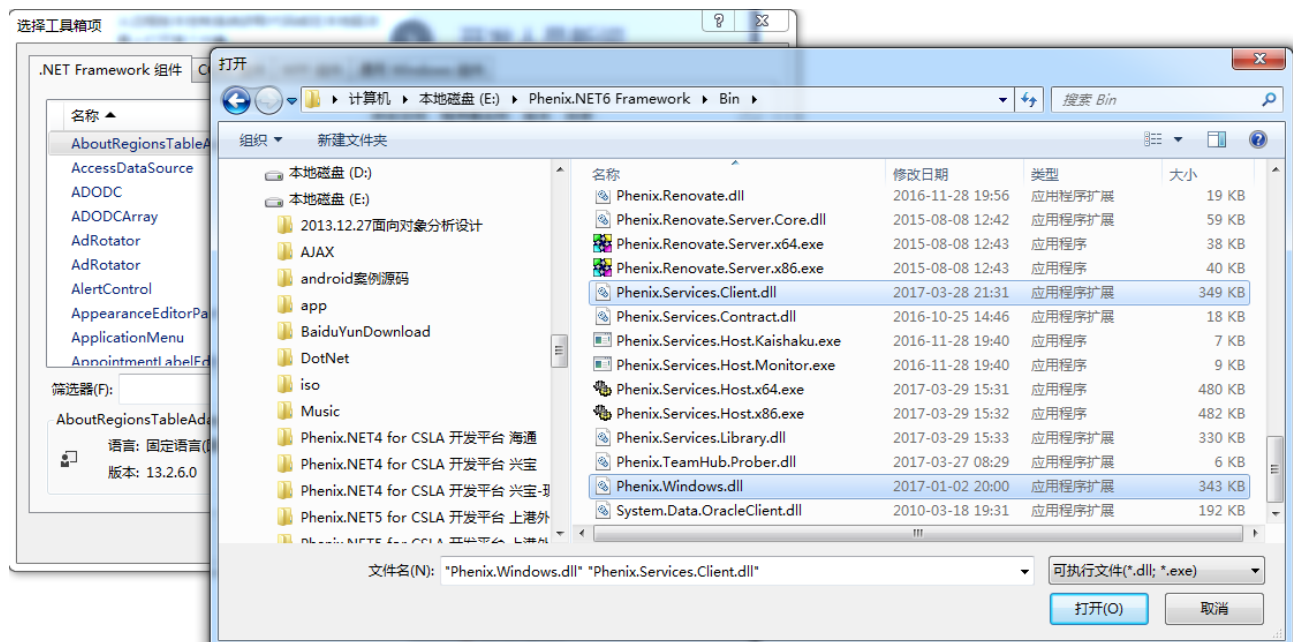 选择工具箱项
.NET Framework 组件
名称
AboutRegionsTableA
AccessDataSource
ADODC
ADODCArray
AdRotator
AdRotator
AlertControl
AppearanceEditorPa
ApplicationMenu
AppointmentLabelEd
筛选器(F):
AboutRegionsTableAda
语言: 固定语言(
版本: 13.2.6.0
打开
计算机 本地磁盘 (E:) Phenix.NET6 Framework Bin
搜索 Bin
组织 新建文件夹
本地磁盘 (D:)
本地磁盘 (E:)
2013.12.27面向对象分析设计
AJAX
android案例源码
app
BaiduYunDownload
DotNet
iso
Music
Phenix.NET4 for CSLA 开发平台 海通
Phenix.NET4 for CSLA 开发平台 兴宝
Phenix.NET4 for CSLA 开发平台 兴宝-
Phenix.NET5 for CSLA 开发平台 上港外
Phenix NET5 for CSLA 开发平台 上港外
名称 修改日期 类型 大小
Phenix.Renovate.dll 2016-11-28 19:56 应用程序扩展 19 KB
Phenix.Renovate.Server.Core.dll 2015-08-08 12:42 应用程序扩展 59 KB
Phenix.Renovate.Server.x64.exe 2015-08-08 12:43 应用程序 38 KB
Phenix.Renovate.Server.x86.exe 2015-08-08 12:43 应用程序 40 KB
Phenix.Services.Client.dll 2017-03-28 21:31 应用程序扩展 349 KB
Phenix.Services.Contract.dll 2016-10-25 14:46 应用程序扩展 18 KB
Phenix.Services.Host.Kaishaku.exe 2016-11-28 19:40 应用程序 7 KB
Phenix.Services.Host.Monitor.exe 2016-11-28 19:40 应用程序 9 KB
Phenix.Services.Host.x64.exe 2017-03-29 15:31 应用程序 480 KB
Phenix.Services.Host.x86.exe 2017-03-29 15:32 应用程序 482 KB
Phenix.Services.Library.dll 2017-03-29 15:33 应用程序扩展 330 KB
Phenix.TeamHub.Prober.dll 2017-03-27 08:29 应用程序扩展 6 KB
Phenix.Windows.dll 2017-01-02 20:00 应用程序扩展 343 KB
System.Data.OracleClient.dll 2010-03-18 19:31 应用程序扩展 192 KB
文件名(N): "Phenix.Windows.dll" "Phenix.Services.Client.dll"
可执行文件(*.dll; *.exe)
打开(O) 取消